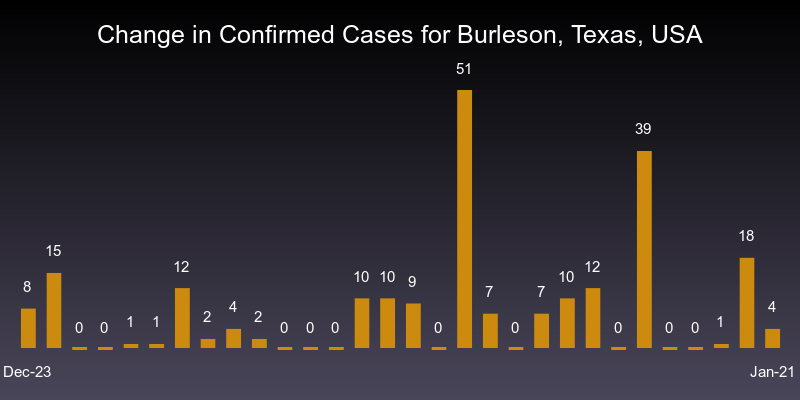 Change in Confirmed Cases for Burleson, Texas, USA
8 15 0 0 1 1 12 2 4 2 0 0 0 10 10 9 0 51 7 0 7 10 12 0 39 0 0 1 18 4
Dec-23 Jan-21